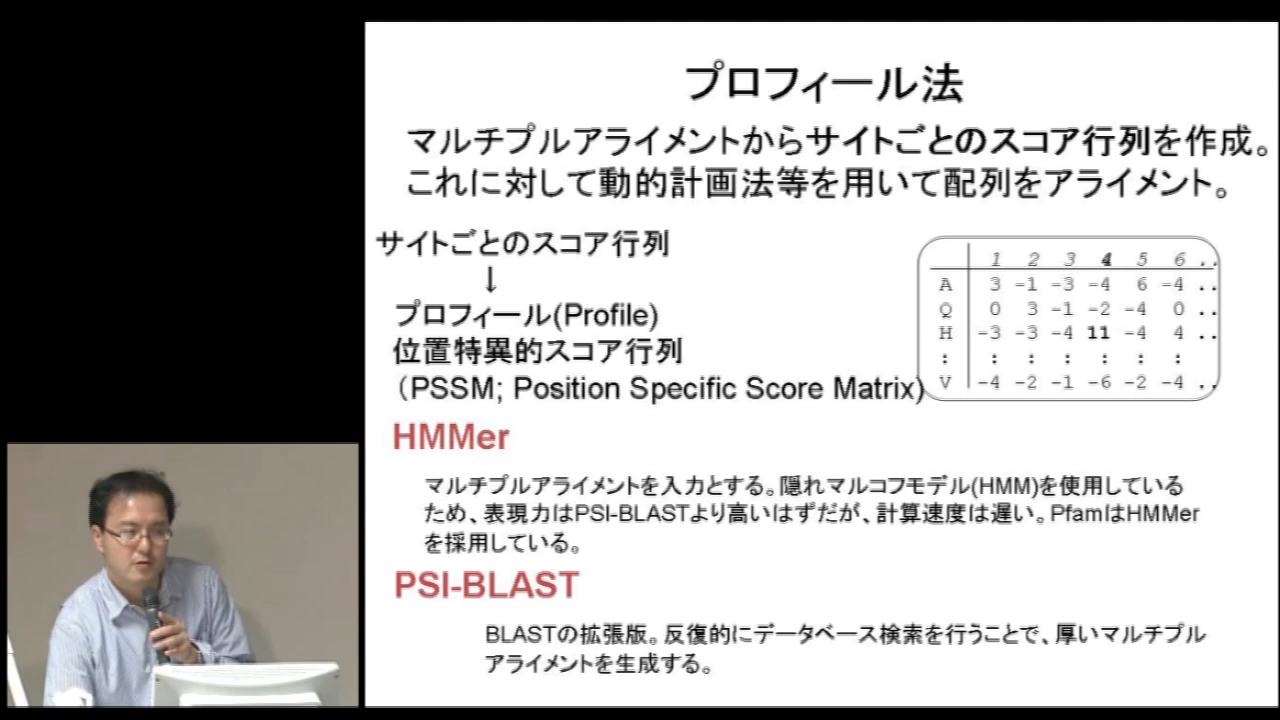 プロフィール法
マルチプルアライメントからサイトごとのスコア行列を作成。
これに対して動的計画法等を用いて配列をアライメント。
サイトごとのスコア行列
↓
プロフィール(Profile)
位置特異的スコア行列
（PSSM; Position Specific Score Matrix)
1 2 3 4 5 6 ..
A 3 -1 -3 -4 6 -4 ..
Q 0 3 -1 -2 -4 0 ..
H -3 -3 -4 11 -4 4 ..
: : : : : : :
V -4 -2 -1 -6 -2 -4 ..
HMMer
マルチプルアライメントを入力とする。隠れマルコフモデル(HMM)を使用している
ため、表現力はPSI-BLASTより高いはずだが、計算速度は遅い。PfamはHMMer
を採用している。
PSI-BLAST
BLASTの拡張版。反復的にデータベース検索を行うことで、厚いマルチプル
アライメントを生成する。